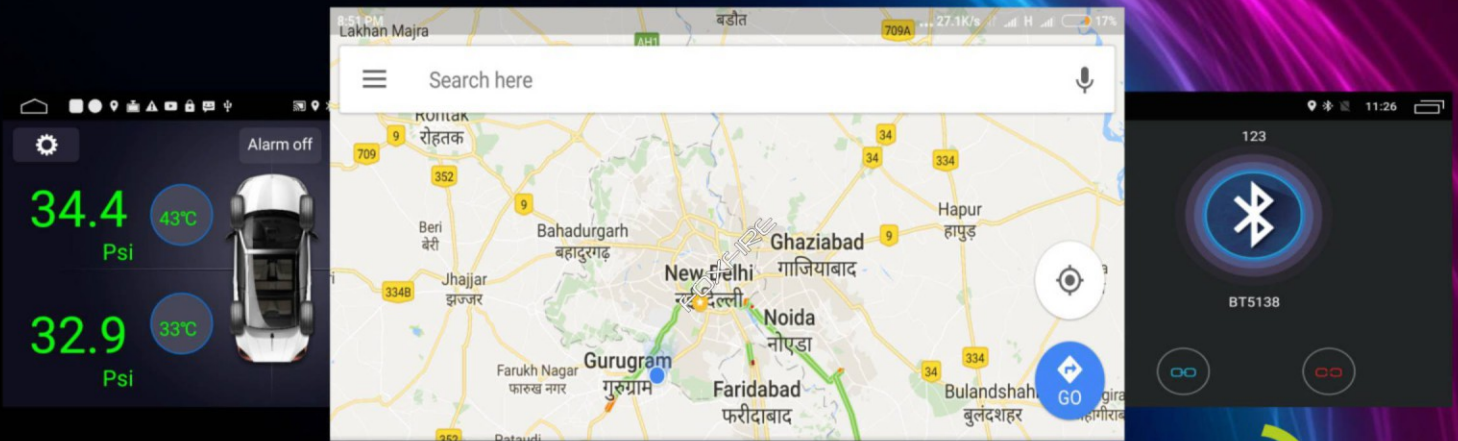 8:51 PM
27.1K/s
H
17%
बडौत
Lakhan Majra
709A
AH1
Search here
Rohtak
रोहतक
9
709
352
34
34
334
9
Beri
बेरी
Bahadurgarh
बहादुरगढ़
Hapur
हापुड़
Ghaziabad
गाजियाबाद
9
New Delhi
नई दिल्ली
FOXFIRE
Jhajjar
झज्जर
334B
Noida
नोएडा
Gurugram
गुरुग्राम
Farukh Nagar
फारुख नगर
Faridabad
फरीदाबाद
34
334
Bulandshah
बुलंदशहर
GO
352
Pataudi
Alarm off
34.4
Psi
43℃
32.9
Psi
33℃
11:26
123
BT5138